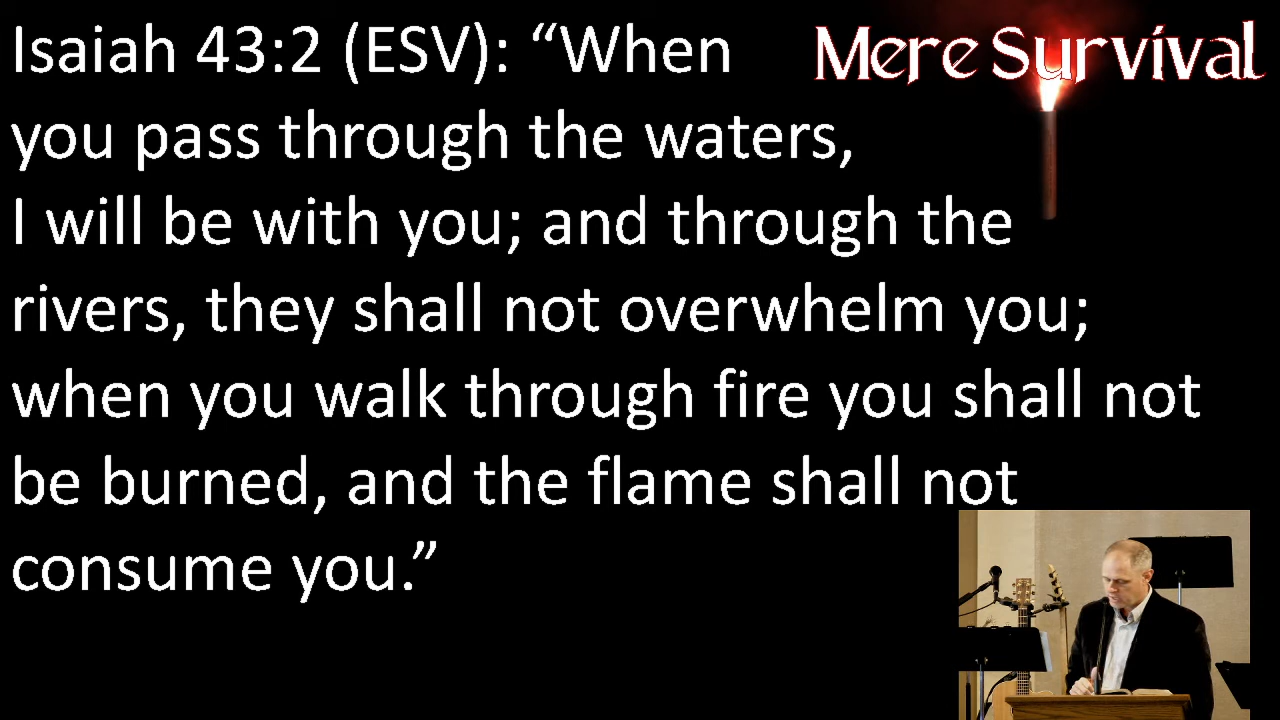 Isaiah 43:2 (ESV): “When
Mere Survival
you pass through the waters,
I will be with you; and through the
rivers, they shall not overwhelm you;
when you walk through fire you shall not
be burned, and the flame shall not
consume you.”